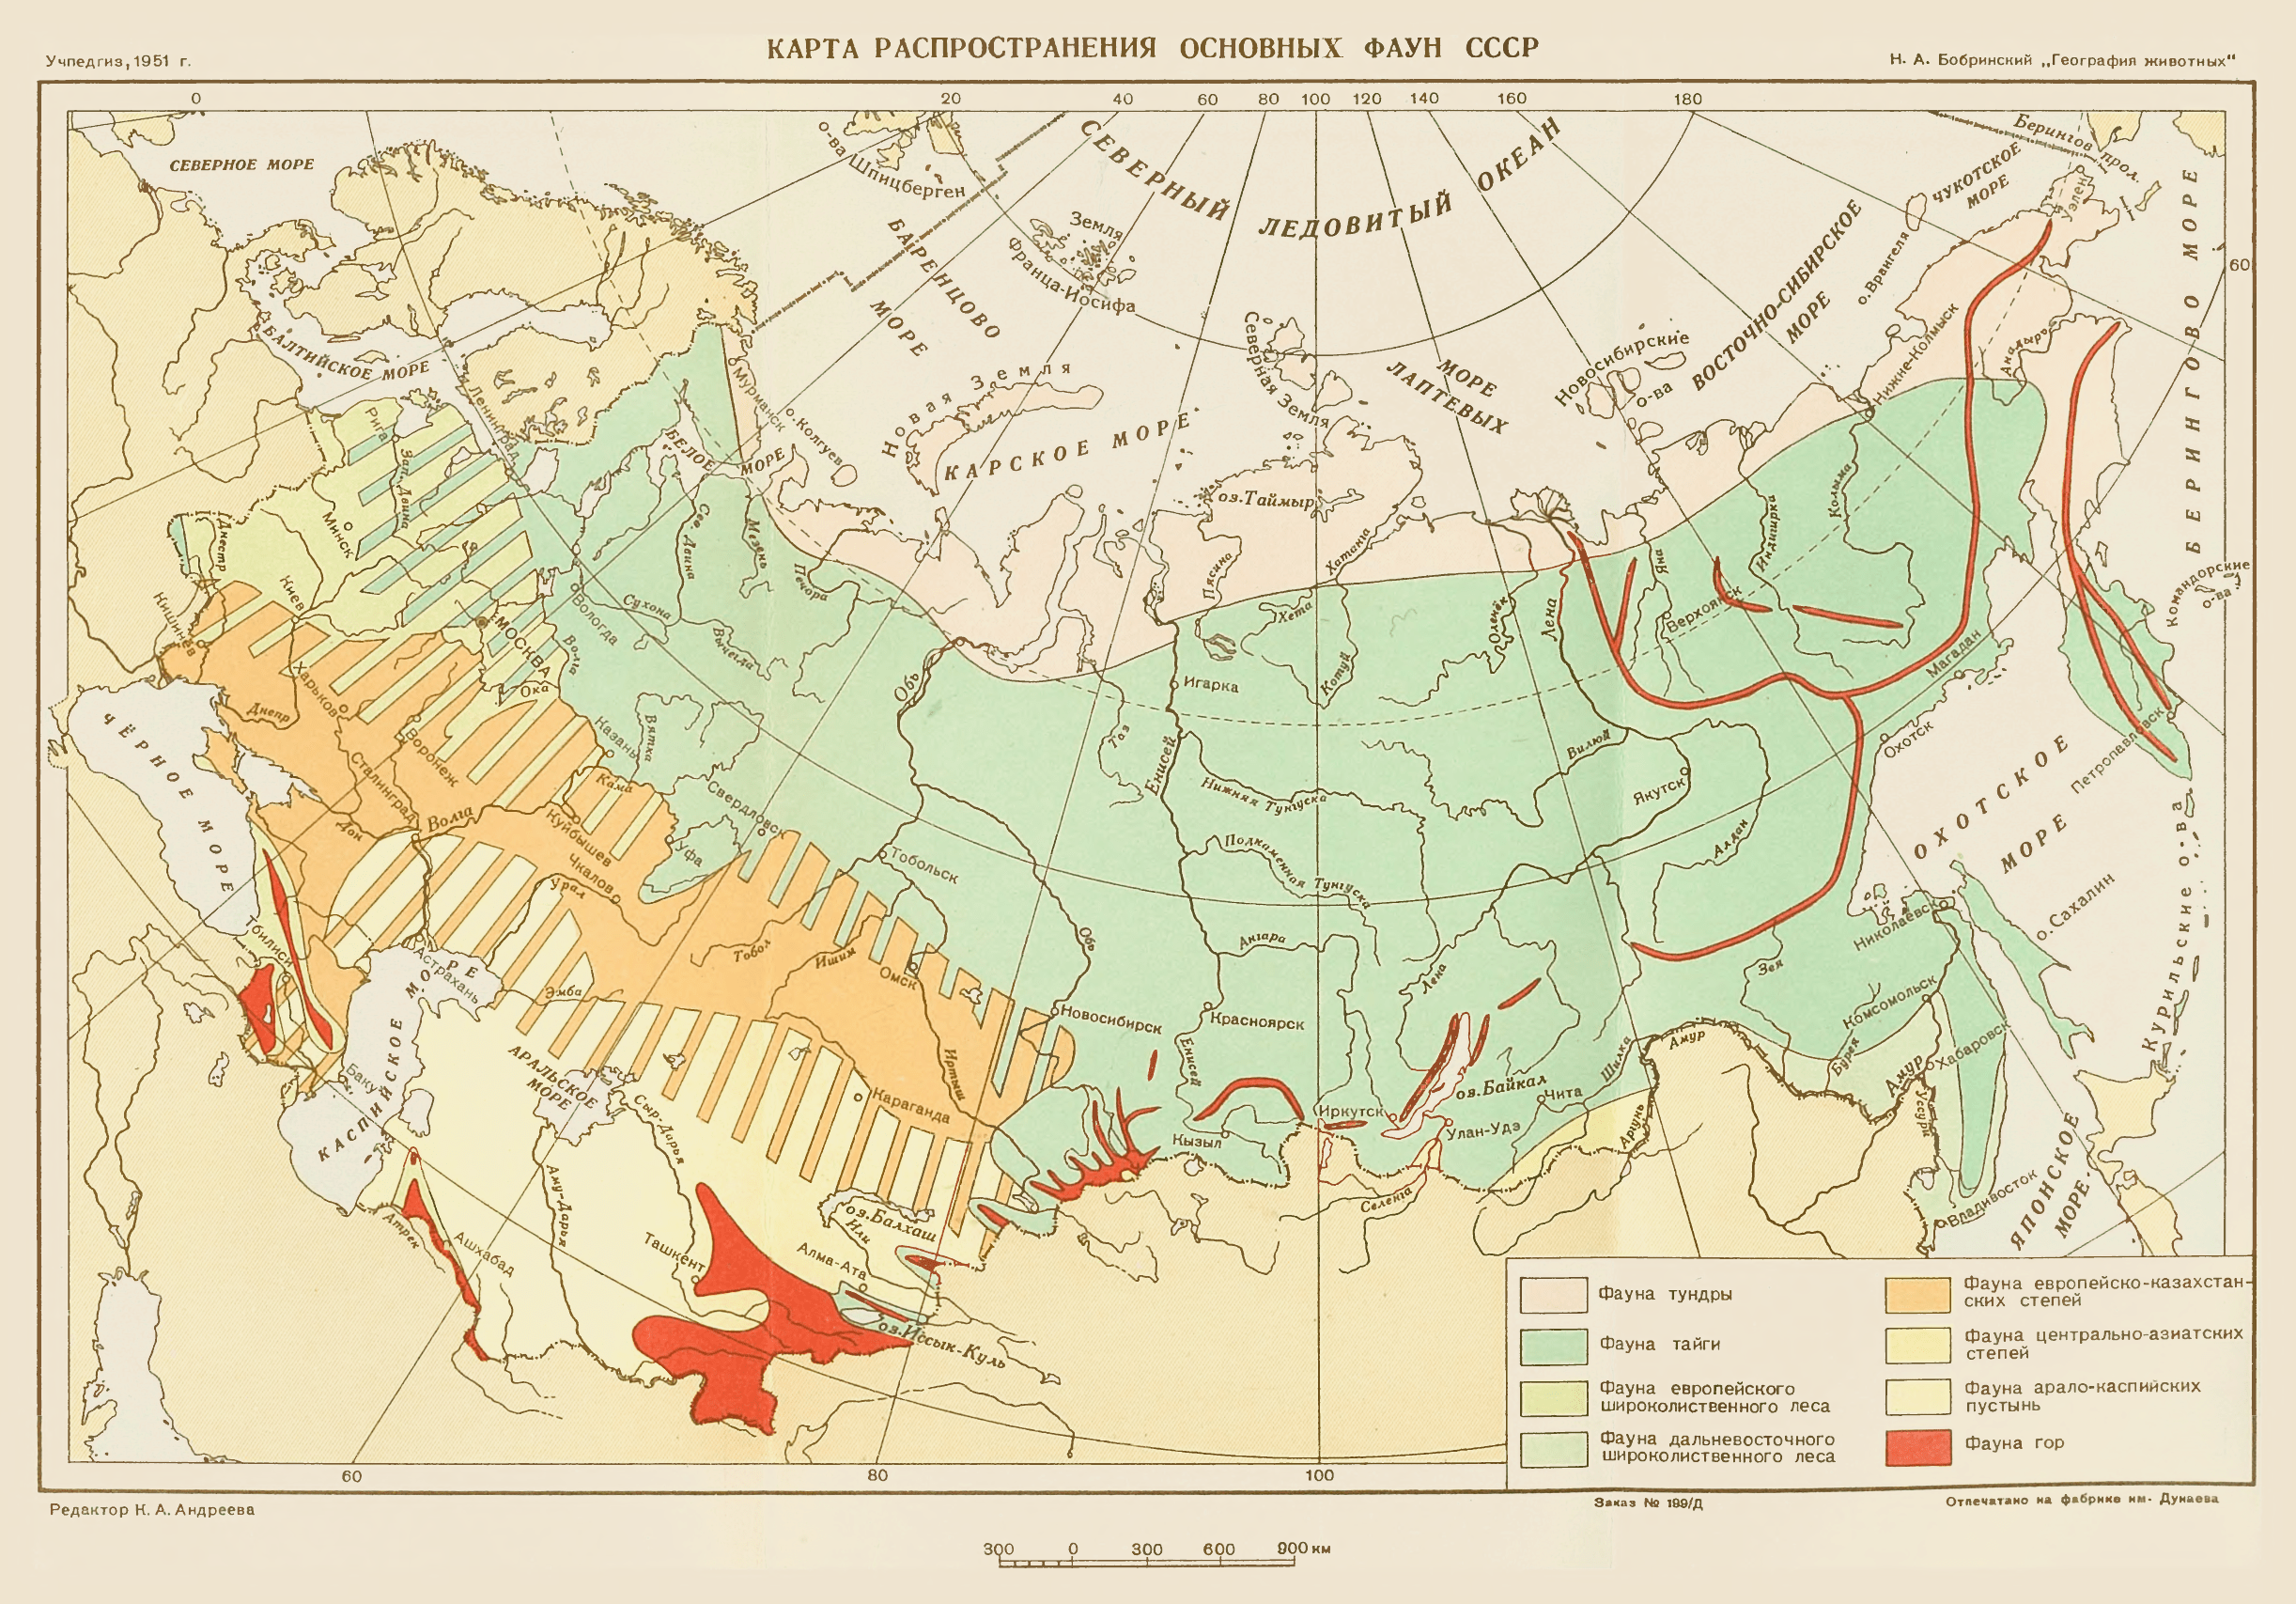 КАРТА РАСПРОСТРАНЕНИЯ ОСНОВНЫХ ФАУН СССР
Учпедгиз, 1951 г.
Н. А. Бобринский „География животных“
0 20 40 60 80 100 120 140 160 180
СЕВЕРНОЕ МОРЕ
о-ва Шпицберген
СЕВЕРНЫЙ ЛЕДОВИТЫЙ ОКЕАН
Берингов прол.
ЧУКОТСКОЕ
МОРЕ
Уэлен
Земля
Франца-Иосифа
БАРЕНЦОВО
МОРЕ
60
о.Врангеля
ВОСТОЧНО-СИБИРСКОЕ
МОРЕ
БЕРИНГОВО МОРЕ
БАЛТИЙСКОЕ МОРЕ
Северная Земля
Новосибирские
о-ва
МОРЕ
ЛАПТЕВЫХ
Новая Земля
КАРСКОЕ МОРЕ
Нижне-Колымск
Анадырь
Мурманск
о.Колгуев
Рига
Ленинград
БЕЛОЕ МОРЕ
Зап. Двина
оз.Таймыр
Минск
Днестр
Сев Двина
Мезень
Печора
Пясина
Хатанга
Яна
Индигирка
Колыма
Командорские
о-ва
Киев
Кишинев
Вологда
Сухона
Вычегда
МОСКВА
Волга
Ока
Хета
Котуй
Оленёк
Лена
Верхоянск
Магадан
Харьков
Днепр
Обь
Игарка
Таз
Енисей
Вилюй
Охотск
Петропавловск
ЧЁРНОЕ МОРЕ
Воронеж
Казань
Вятка
Сталинград
Кама
Свердловск
Нижняя Тунгуска
Якутск
ОХОТСКОЕ
МОРЕ
Дон
Волга
Куйбышев
Уфа
Чкалов
Урал
Тобольск
Подкаменная Тунгуска
Алдан
о.Сахалин
Курильские о-ва
Тбилиси
Астрахань
Тобол
Ишим
Омск
Обь
Ангара
Лена
Зея
Николаевск
Эмба
Новосибирск
Красноярск
Енисей
Комсомольск
Хабаровск
Баку
КАСПИЙСКОЕ МОРЕ
АРАЛЬСКОЕ
МОРЕ
Сыр-Дарья
Караганда
Иртыш
Кызыл
Иркутск
оз.Байкал
Чита
Улан-Удэ
Шилка
Аргунь
Амур
Бурея
Амур
Уссури
Владивосток
ЯПОНСКОЕ
МОРЕ
Селенга
Атрек
Ашхабад
Аму-Дарья
Ташкент
оз.Балхаш
Или
Алма-Ата
оз.Иссык-Куль
Фауна тундры
Фауна тайги
Фауна европейского
широколиственного леса
Фауна дальневосточного
широколиственного леса
Фауна европейско-казахстан-
ских степей
Фауна центрально-азиатских
степей
Фауна арало-каспийских
пустынь
Фауна гор
60 80 100
Редактор К. А. Андреева
Заказ № 199/Д
Отпечатано на фабрике им. Дунаева
300 0 300 600 900 км